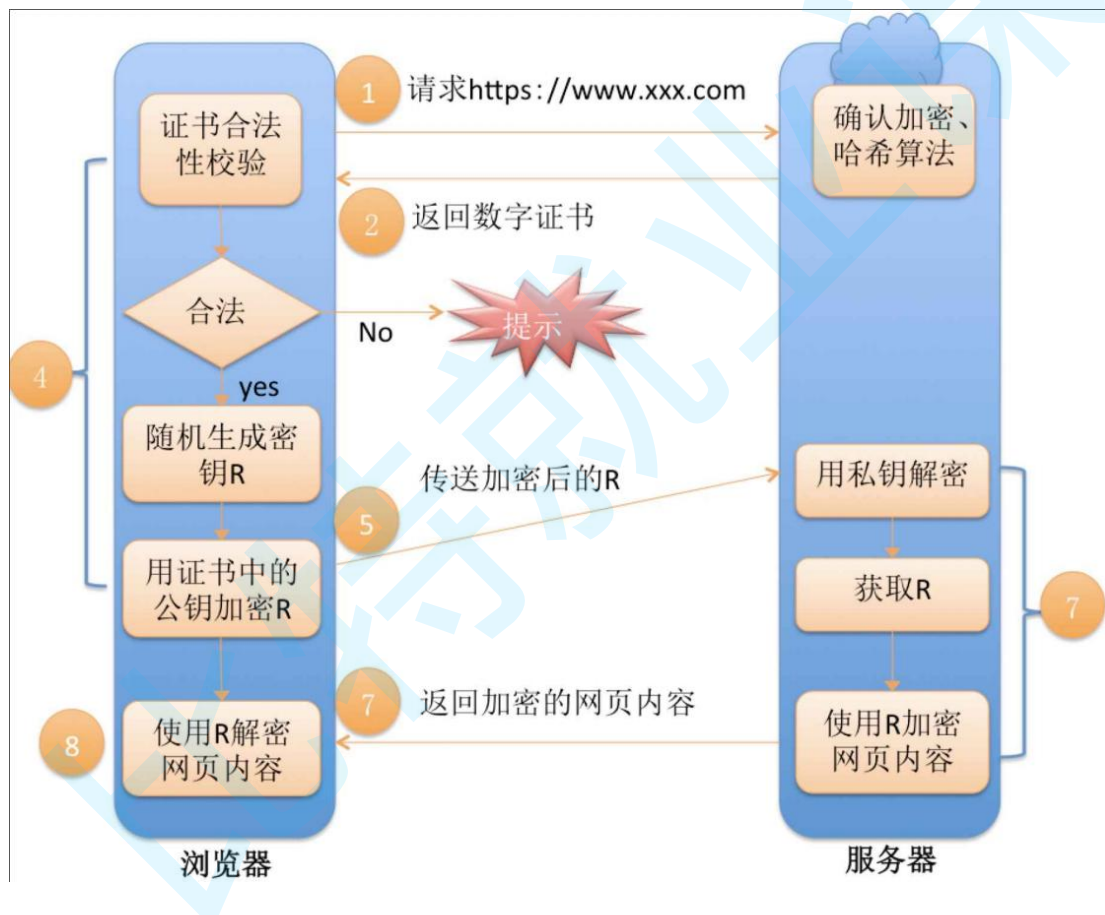 1
请求https://www.xxx.com
证书合法
性校验
确认加密、
哈希算法
2
返回数字证书
合法
No
提示
4
yes
随机生成密
钥R
传送加密后的R
用私钥解密
5
用证书中的
公钥加密R
获取R
7
7
返回加密的网页内容
8
使用R解密
网页内容
使用R加密
网页内容
浏览器
服务器
比特就业课